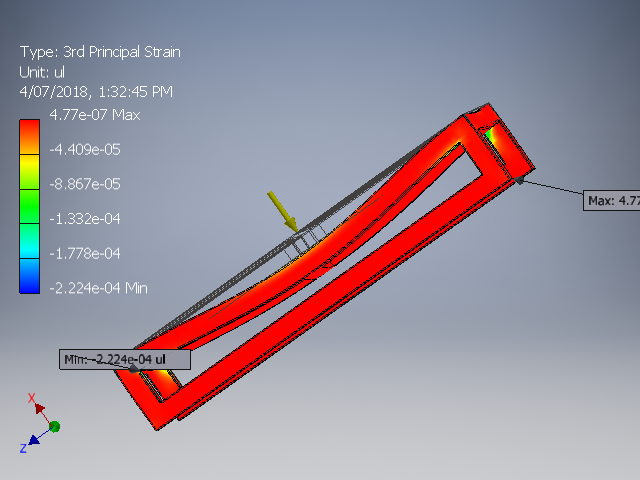 Type: 3rd Principal Strain
Unit: ul
4/07/2018, 1:32:45 PM
4.77e-07 Max
-4.409e-05
-8.867e-05
-1.332e-04
-1.778e-04
-2.224e-04 Min
Max: 4.77
Min: -2.224e-04 ul
X
Z